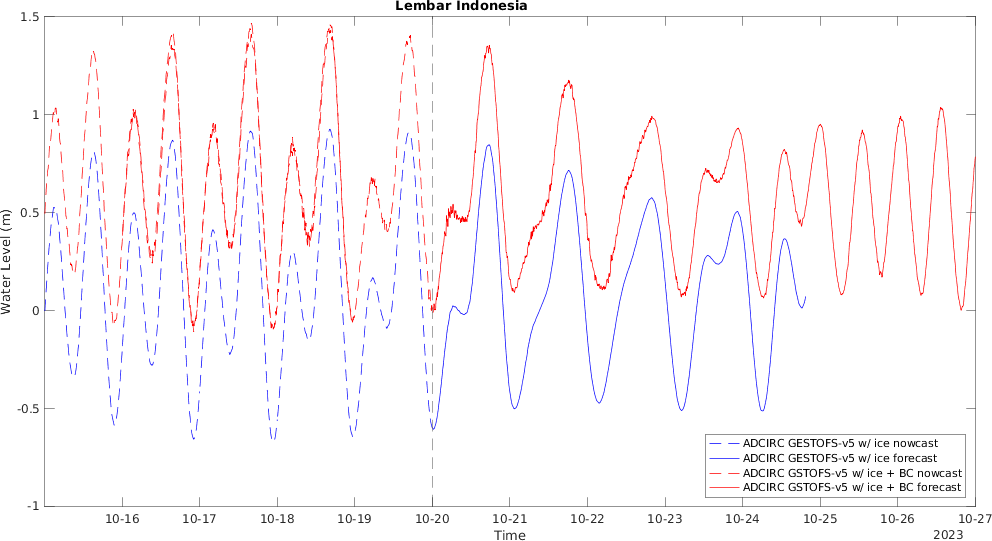 Lembar Indonesia
1.5
1
0.5
0
-0.5
-1
Water Level (m)
ADCIRC GESTOFS-v5 w/ ice nowcast
ADCIRC GESTOFS-v5 w/ ice forecast
ADCIRC GSTOFS-v5 w/ ice + BC nowcast
ADCIRC GSTOFS-v5 w/ ice + BC forecast
10-16 10-17 10-18 10-19 10-20 10-21 10-22 10-23 10-24 10-25 10-26 10-27
Time
2023